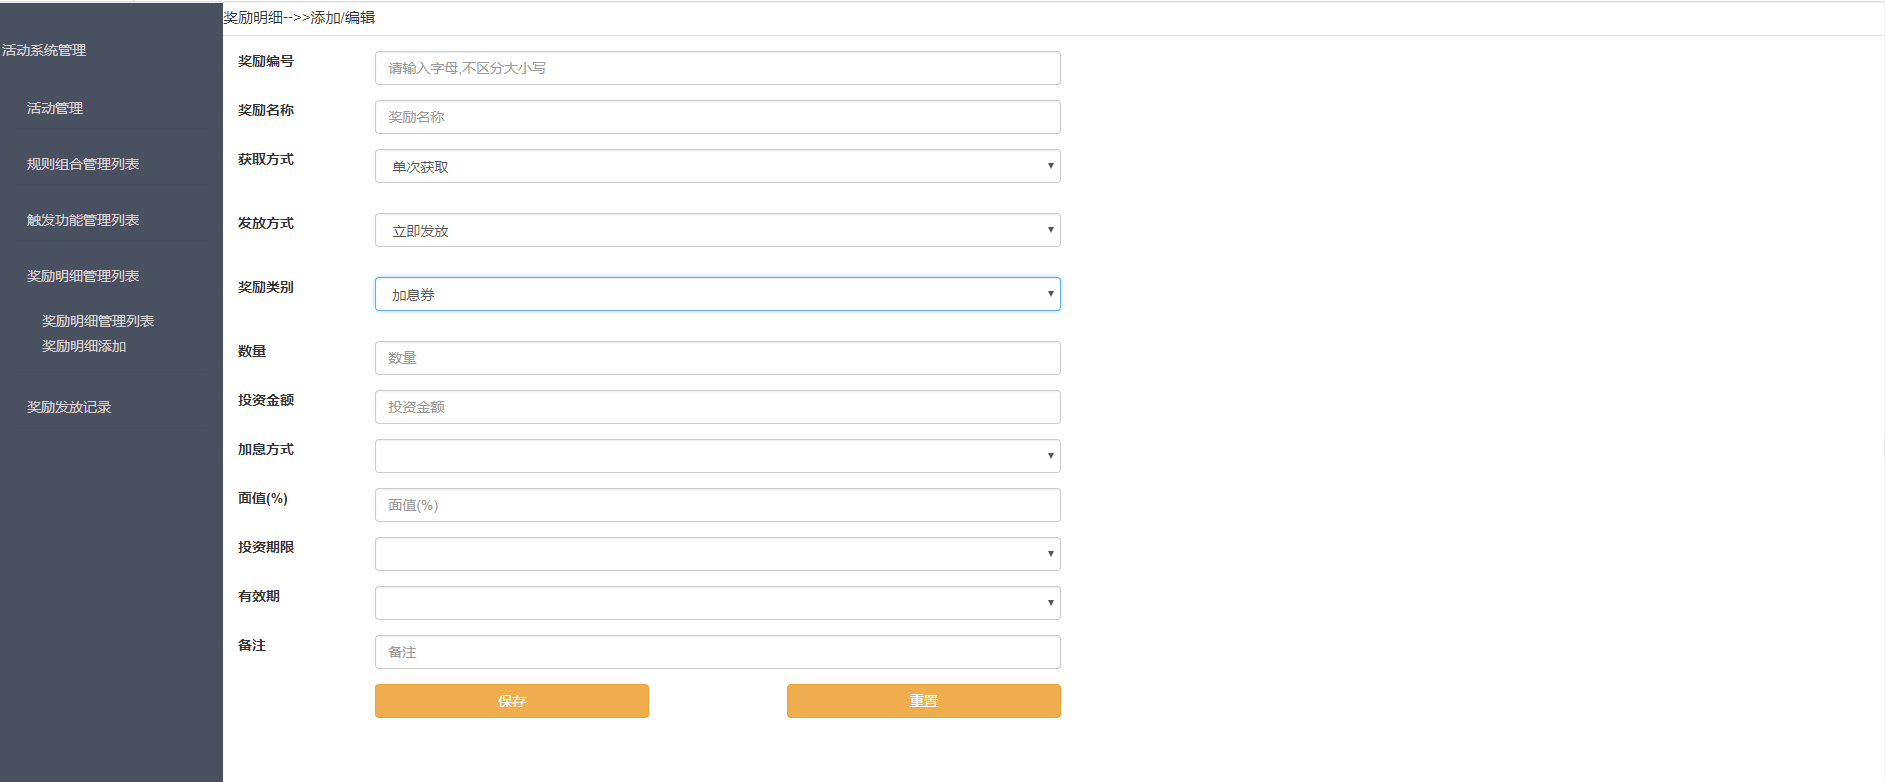 奖励明细-->>添加/编辑
活动系统管理
活动管理
规则组合管理列表
触发功能管理列表
奖励明细管理列表
奖励明细管理列表
奖励明细添加
奖励发放记录
奖励编号
请输入字母,不区分大小写
奖励名称
奖励名称
获取方式
单次获取
发放方式
立即发放
奖励类别
加息券
数量
数量
投资金额
投资金额
加息方式
面值(%)
面值(%)
投资期限
有效期
备注
备注
保存
重置